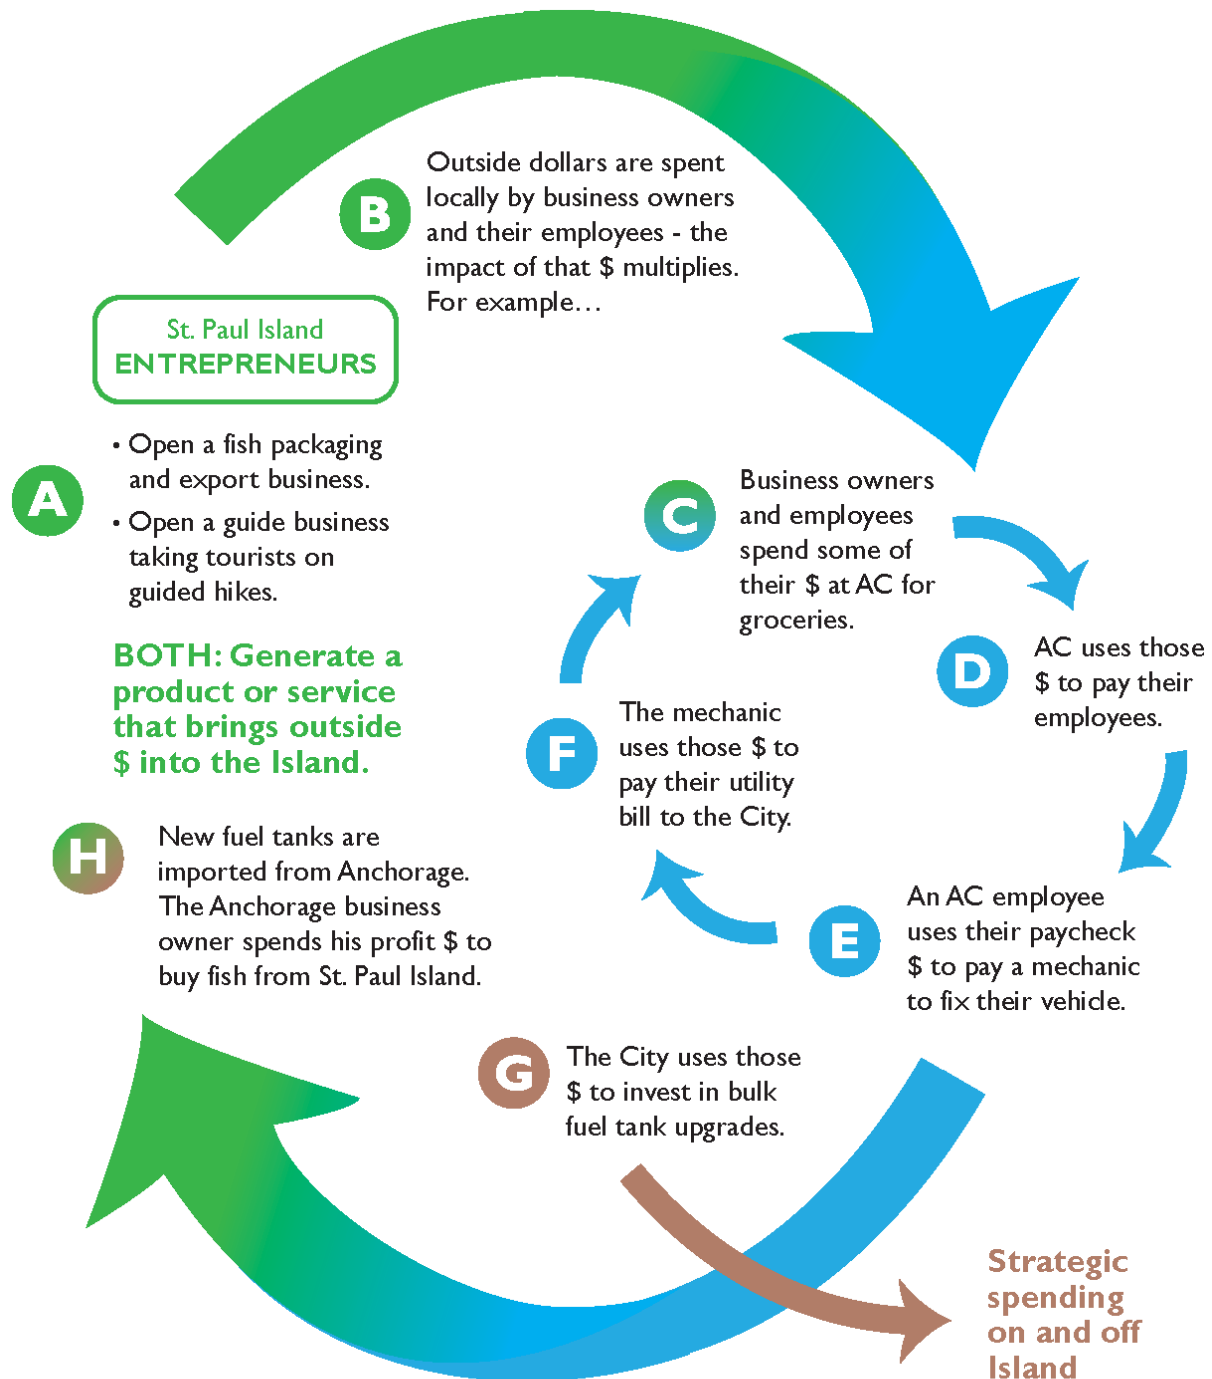 B
Outside dollars are spent
locally by business owners
and their employees - the
impact of that $ multiplies.
For example…
St. Paul Island
ENTREPRENEURS
A
• Open a fish packaging
and export business.
• Open a guide business
taking tourists on
guided hikes.
BOTH: Generate a
product or service
that brings outside
$ into the Island.
C
Business owners
and employees
spend some of
their $ at AC for
groceries.
D
AC uses those
$ to pay their
employees.
E
An AC employee
uses their paycheck
$ to pay a mechanic
to fix their vehicle.
F
The mechanic
uses those $ to
pay their utility
bill to the City.
G
The City uses those
$ to invest in bulk
fuel tank upgrades.
Strategic
spending
on and off
Island
H
New fuel tanks are
imported from Anchorage.
The Anchorage business
owner spends his profit $ to
buy fish from St. Paul Island.